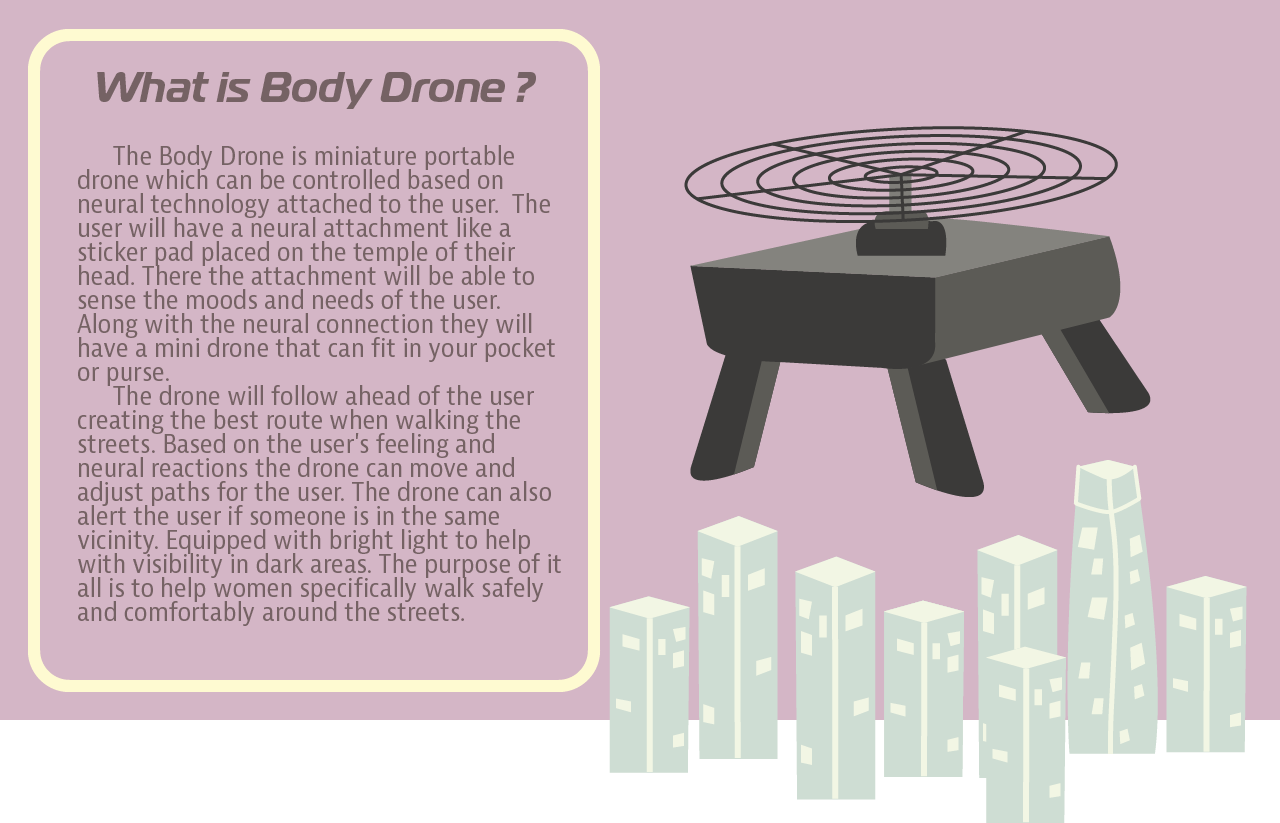 What is Body Drone ?
The Body Drone is miniature portable
drone which can be controlled based on
neural technology attached to the user.  The
user will have a neural attachment like a
sticker pad placed on the temple of their
head. There the attachment will be able to
sense the moods and needs of the user.
Along with the neural connection they will
have a mini drone that can fit in your pocket
or purse.
The drone will follow ahead of the user
creating the best route when walking the
streets. Based on the user's feeling and
neural reactions the drone can move and
adjust paths for the user. The drone can also
alert the user if someone is in the same
vicinity. Equipped with bright light to help
with visibility in dark areas. The purpose of it
all is to help women specifically walk safely
and comfortably around the streets.